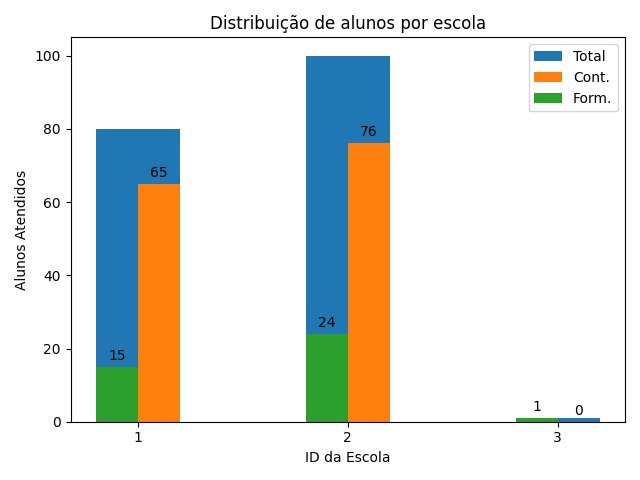 Distribuição de alunos por escola
Total
Cont.
Form.
Alunos Atendidos
100
80
60
40
20
0
65
15
76
24
1
0
1
2
3
ID da Escola